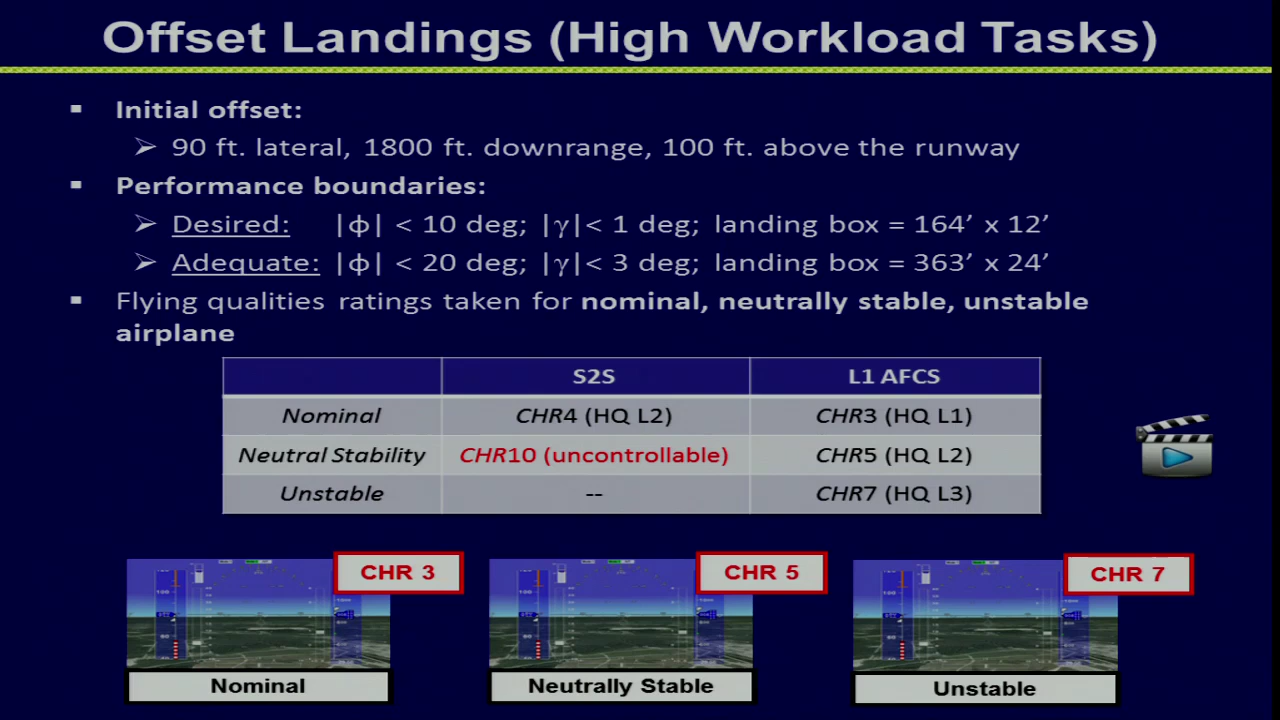 Offset Landings (High Workload Tasks)
Initial offset:
90 ft. lateral, 1800 ft. downrange, 100 ft. above the runway
Performance boundaries:
Desired: |ϕ| < 10 deg; |γ|< 1 deg; landing box = 164’ x 12’
Adequate: |ϕ| < 20 deg; |γ|< 3 deg; landing box = 363’ x 24’
Flying qualities ratings taken for nominal, neutrally stable, unstable
airplane
S2S L1 AFCS
Nominal CHR4 (HQ L2) CHR3 (HQ L1)
Neutral Stability CHR10 (uncontrollable) CHR5 (HQ L2)
Unstable -- CHR7 (HQ L3)
CHR 3 CHR 5 CHR 7
Nominal Neutrally Stable Unstable